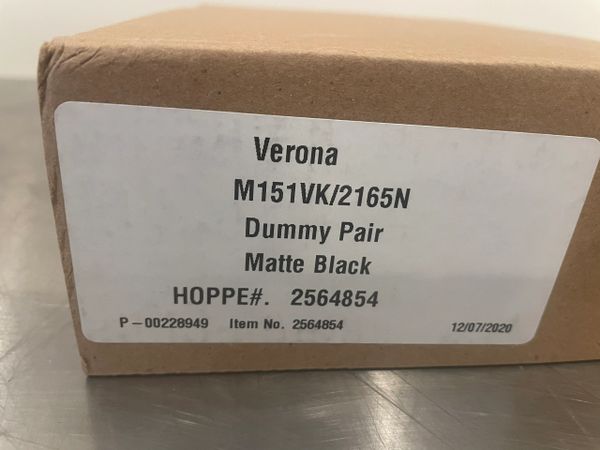 Verona
M151VK/2165N
Dummy Pair
Matte Black
HOPPE#. 2564854
P-00228949 Item No. 2564854 12/07/2020